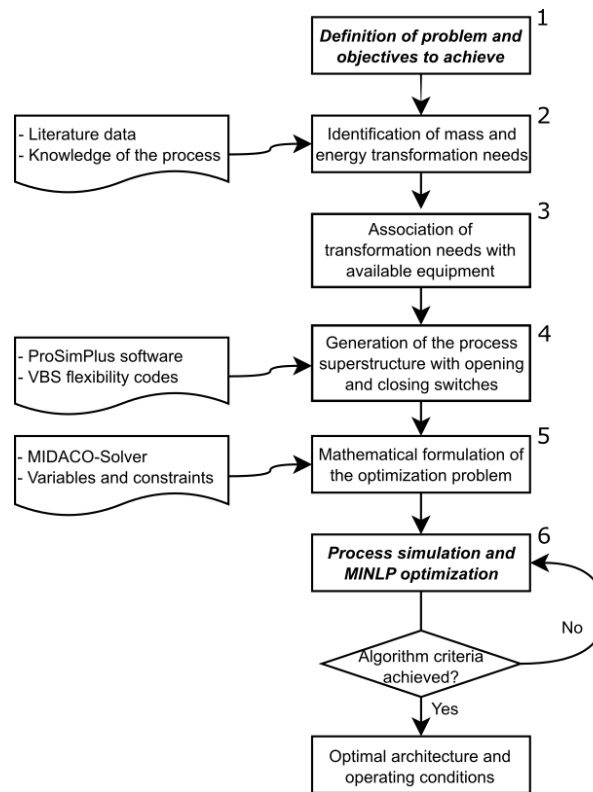 1
Definition of problem and
objectives to achieve
2
- Literature data
- Knowledge of the process
Identification of mass and
energy transformation needs
3
Association of
transformation needs with
available equipment
4
- ProSimPlus software
- VBS flexibility codes
Generation of the process
superstructure with opening
and closing switches
5
- MIDACO-Solver
- Variables and constraints
Mathematical formulation of
the optimization problem
6
Process simulation and
MINLP optimization
No
Algorithm criteria
achieved?
Yes
Optimal architecture and
operating conditions